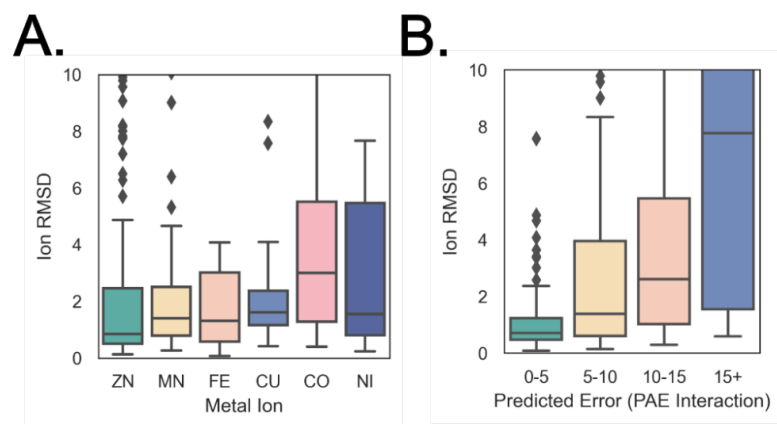 A.
10
8
6
4
2
0
Ion RMSD
ZN MN FE CU CO NI
Metal Ion
B.
10
8
6
4
2
0
Ion RMSD
0-5 5-10 10-15 15+
Predicted Error (PAE Interaction)